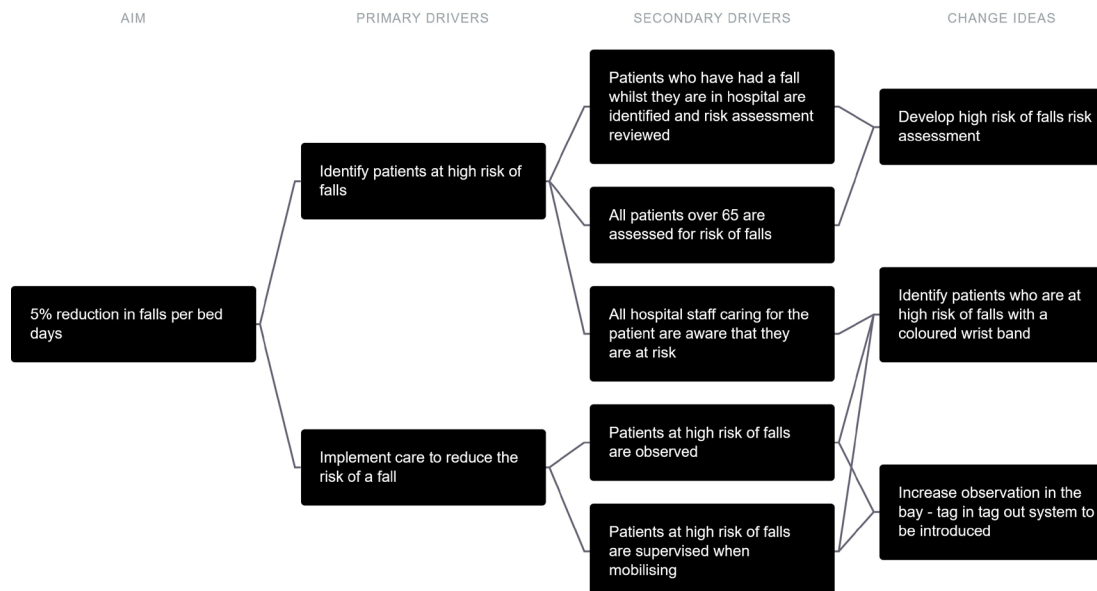 AIM
PRIMARY DRIVERS
SECONDARY DRIVERS
CHANGE IDEAS
5% reduction in falls per bed
days
Identify patients at high risk of
falls
Implement care to reduce the
risk of a fall
Patients who have had a fall
whilst they are in hospital are
identified and risk assessment
reviewed
All patients over 65 are
assessed for risk of falls
All hospital staff caring for the
patient are aware that they
are at risk
Patients at high risk of falls
are observed
Patients at high risk of falls
are supervised when
mobilising
Develop high risk of falls risk
assessment
Identify patients who are at
high risk of falls with a
coloured wrist band
Increase observation in the
bay - tag in tag out system to
be introduced